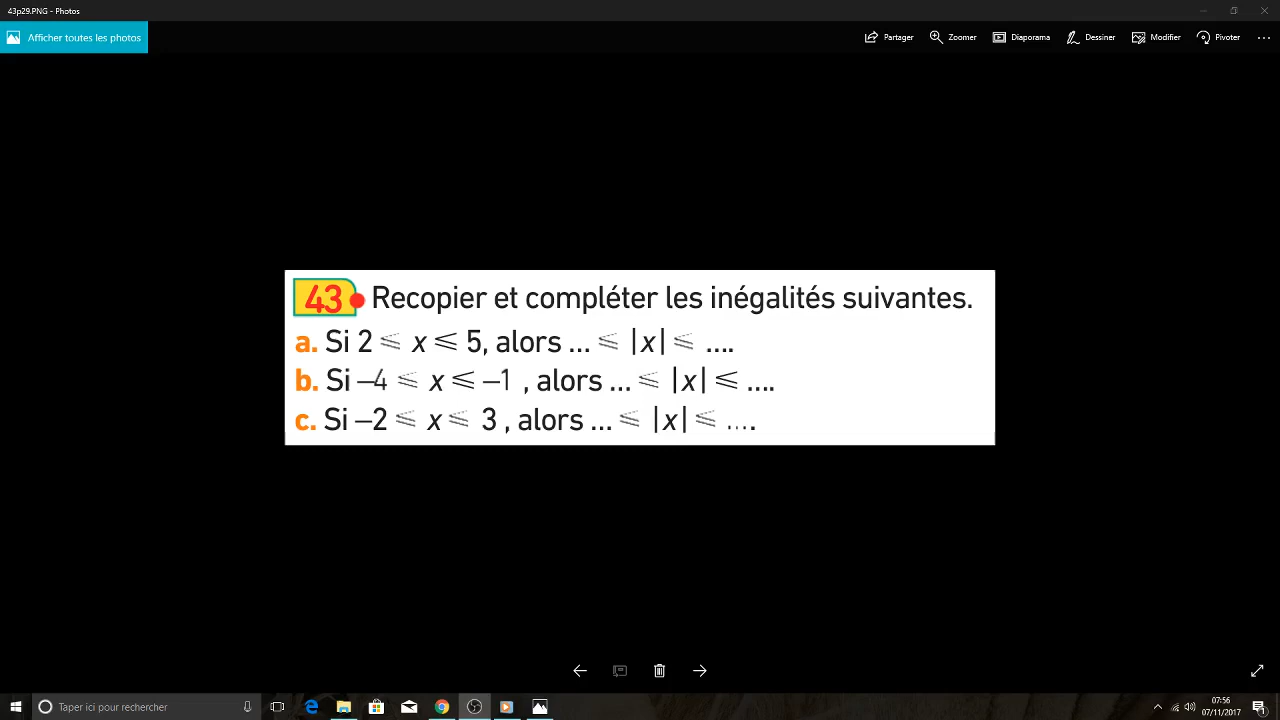 43p29.PNG - Photos
Afficher toutes les photos
Partager
Zoomer
Diaporama
Dessiner
Modifier
Pivoter
43 Recopier et compléter les inégalités suivantes.
a. Si 2 ⩽ x ⩽ 5, alors ... ⩽ |x| ⩽ ....
b. Si –4 ⩽ x ⩽ –1 , alors ... ⩽ |x| ⩽ ....
c. Si –2 ⩽ x ⩽ 3 , alors ... ⩽ |x| ⩽ ....
Taper ici pour rechercher
07:56
07/11/2017